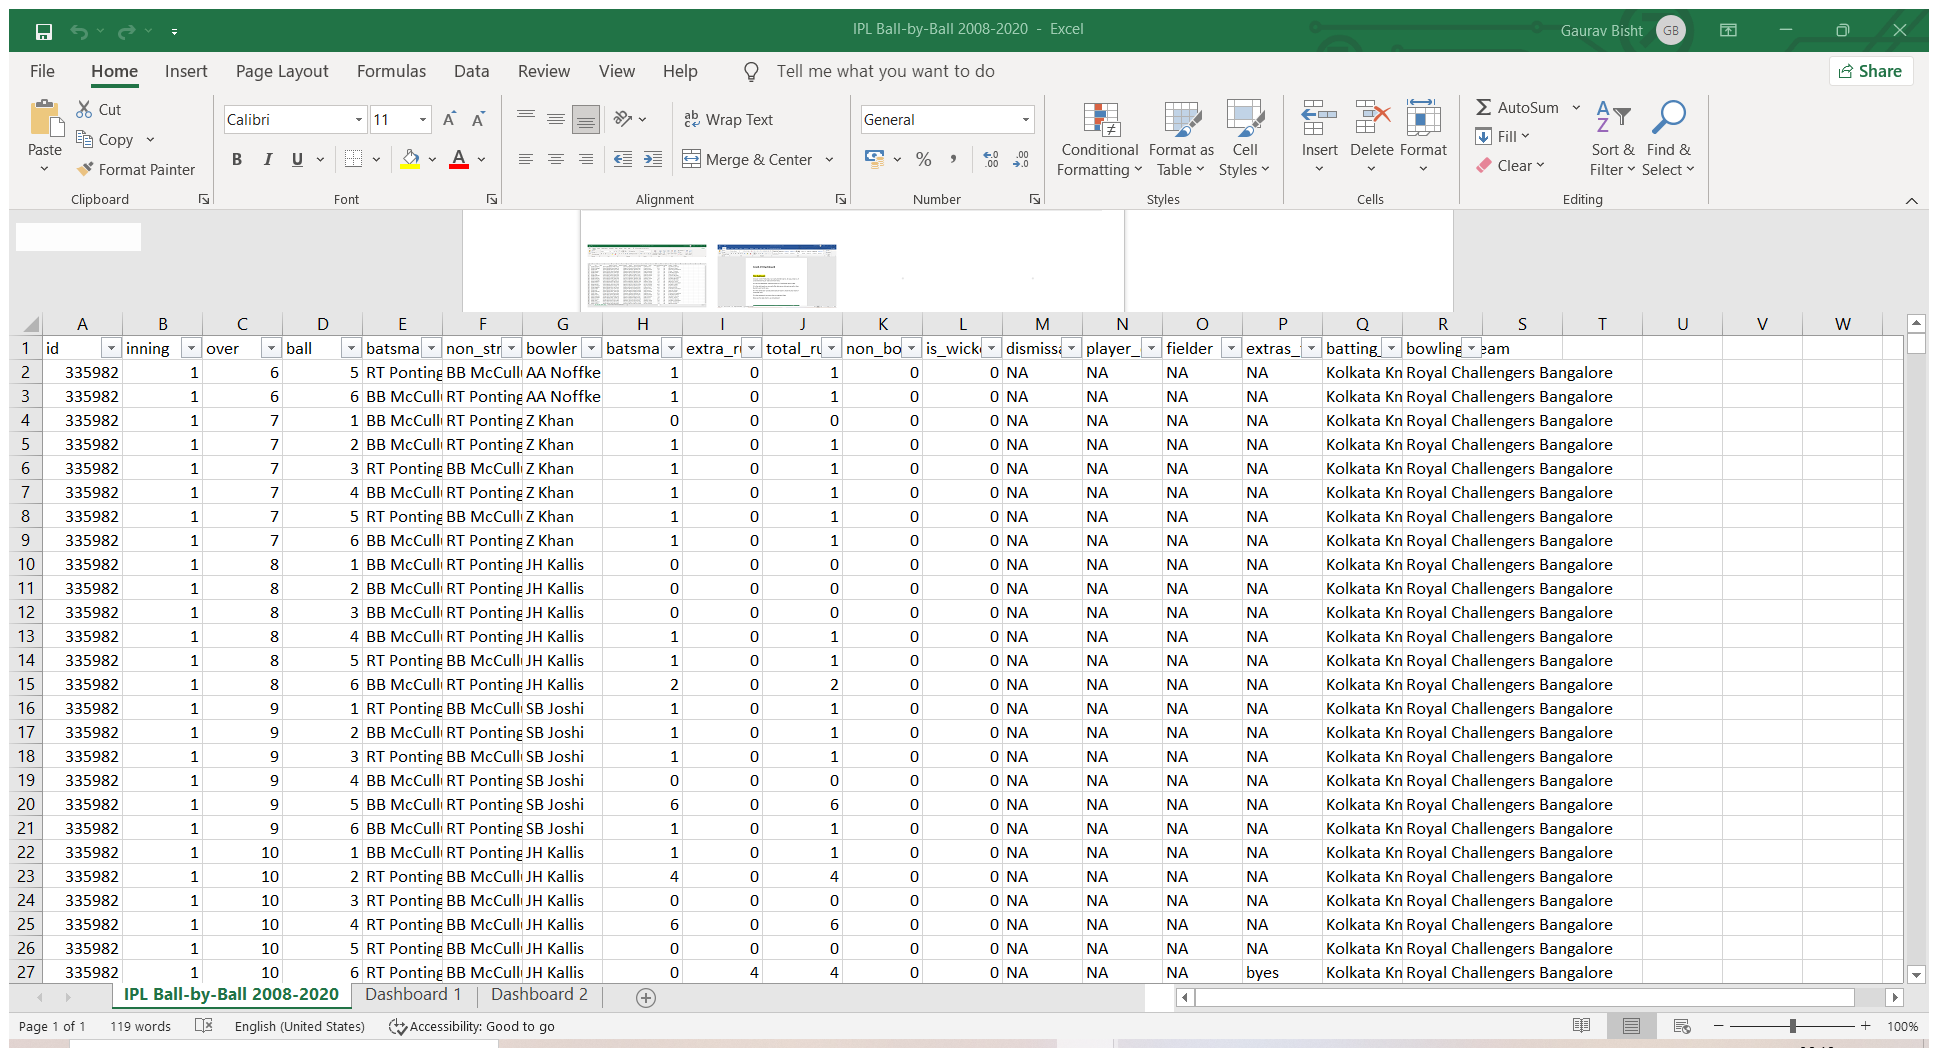 IPL Ball-by-Ball 2008-2020 - Excel
Gaurav Bisht GB
File Home Insert Page Layout Formulas Data Review View Help Tell me what you want to do Share
Paste Cut Copy Format Painter Clipboard
Calibri 11 B I U A Font
ab Wrap Text Merge & Center Alignment
General % , .00 Number
Conditional Formatting Format as Table Cell Styles Styles
Insert Delete Format Cells
AutoSum Fill Clear Sort & Filter Find & Select Editing
A B C D E F G H I J K L M N O P Q R S T U V W
1 id inning over ball batsma non_str bowler batsma extra_ru total_ru non_bo is_wick dismissa player_ fielder extras_ batting_ bowling eam
2 335982 1 6 5 RT Ponting BB McCull AA Noffke 1 0 1 0 0 NA NA NA NA Kolkata Kn Royal Challengers Bangalore
3 335982 1 6 6 BB McCull RT Ponting AA Noffke 1 0 1 0 0 NA NA NA NA Kolkata Kn Royal Challengers Bangalore
4 335982 1 7 1 BB McCull RT Ponting Z Khan 0 0 0 0 0 NA NA NA NA Kolkata Kn Royal Challengers Bangalore
5 335982 1 7 2 BB McCull RT Ponting Z Khan 1 0 1 0 0 NA NA NA NA Kolkata Kn Royal Challengers Bangalore
6 335982 1 7 3 RT Ponting BB McCull Z Khan 1 0 1 0 0 NA NA NA NA Kolkata Kn Royal Challengers Bangalore
7 335982 1 7 4 BB McCull RT Ponting Z Khan 1 0 1 0 0 NA NA NA NA Kolkata Kn Royal Challengers Bangalore
8 335982 1 7 5 RT Ponting BB McCull Z Khan 1 0 1 0 0 NA NA NA NA Kolkata Kn Royal Challengers Bangalore
9 335982 1 7 6 BB McCull RT Ponting Z Khan 1 0 1 0 0 NA NA NA NA Kolkata Kn Royal Challengers Bangalore
10 335982 1 8 1 BB McCull RT Ponting JH Kallis 0 0 0 0 0 NA NA NA NA Kolkata Kn Royal Challengers Bangalore
11 335982 1 8 2 BB McCull RT Ponting JH Kallis 0 0 0 0 0 NA NA NA NA Kolkata Kn Royal Challengers Bangalore
12 335982 1 8 3 BB McCull RT Ponting JH Kallis 0 0 0 0 0 NA NA NA NA Kolkata Kn Royal Challengers Bangalore
13 335982 1 8 4 BB McCull RT Ponting JH Kallis 1 0 1 0 0 NA NA NA NA Kolkata Kn Royal Challengers Bangalore
14 335982 1 8 5 RT Ponting BB McCull JH Kallis 1 0 1 0 0 NA NA NA NA Kolkata Kn Royal Challengers Bangalore
15 335982 1 8 6 BB McCull RT Ponting JH Kallis 2 0 2 0 0 NA NA NA NA Kolkata Kn Royal Challengers Bangalore
16 335982 1 9 1 RT Ponting BB McCull SB Joshi 1 0 1 0 0 NA NA NA NA Kolkata Kn Royal Challengers Bangalore
17 335982 1 9 2 BB McCull RT Ponting SB Joshi 1 0 1 0 0 NA NA NA NA Kolkata Kn Royal Challengers Bangalore
18 335982 1 9 3 RT Ponting BB McCull SB Joshi 1 0 1 0 0 NA NA NA NA Kolkata Kn Royal Challengers Bangalore
19 335982 1 9 4 BB McCull RT Ponting SB Joshi 0 0 0 0 0 NA NA NA NA Kolkata Kn Royal Challengers Bangalore
20 335982 1 9 5 BB McCull RT Ponting SB Joshi 6 0 6 0 0 NA NA NA NA Kolkata Kn Royal Challengers Bangalore
21 335982 1 9 6 BB McCull RT Ponting SB Joshi 1 0 1 0 0 NA NA NA NA Kolkata Kn Royal Challengers Bangalore
22 335982 1 10 1 BB McCull RT Ponting JH Kallis 1 0 1 0 0 NA NA NA NA Kolkata Kn Royal Challengers Bangalore
23 335982 1 10 2 RT Ponting BB McCull JH Kallis 4 0 4 0 0 NA NA NA NA Kolkata Kn Royal Challengers Bangalore
24 335982 1 10 3 RT Ponting BB McCull JH Kallis 0 0 0 0 0 NA NA NA NA Kolkata Kn Royal Challengers Bangalore
25 335982 1 10 4 RT Ponting BB McCull JH Kallis 6 0 6 0 0 NA NA NA NA Kolkata Kn Royal Challengers Bangalore
26 335982 1 10 5 RT Ponting BB McCull JH Kallis 0 0 0 0 0 NA NA NA NA Kolkata Kn Royal Challengers Bangalore
27 335982 1 10 6 RT Ponting BB McCull JH Kallis 0 4 4 0 0 NA NA NA byes Kolkata Kn Royal Challengers Bangalore
IPL Ball-by-Ball 2008-2020 Dashboard 1 Dashboard 2
Page 1 of 1 119 words English (United States) Accessibility: Good to go 100%